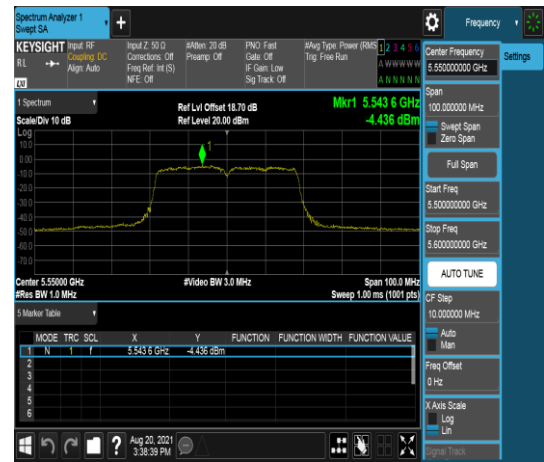 Spectrum Analyzer 1
Swept SA
+
Frequency
KEYSIGHT
RL
LXI
Input: RF
Coupling: DC
Align: Auto
Input Z: 50 Ω
Corrections: Off
Freq Ref: Int (S)
NFE: Off
#Atten: 20 dB
Preamp: Off
PNO: Fast
Gate: Off
IF Gain: Low
Sig Track: Off
#Avg Type: Power (RMS)
Trig: Free Run
1 2 3 4 5 6
A W W W W W
A N N N N N
1 Spectrum
Scale/Div 10 dB
Ref Lvl Offset 18.70 dB
Ref Level 20.00 dBm
Mkr1 5.543 6 GHz
-4.436 dBm
Log
10.0
0.00
-10.0
-20.0
-30.0
-40.0
-50.0
-60.0
-70.0
1
Center 5.55000 GHz
#Res BW 1.0 MHz
#Video BW 3.0 MHz
Span 100.0 MHz
Sweep 1.00 ms (1001 pts)
5 Marker Table
MODE TRC SCL X Y FUNCTION FUNCTION WIDTH FUNCTION VALUE
1 N 1 f 5.543 6 GHz -4.436 dBm
2
3
4
5
6
?
Aug 20, 2021
3:38:39 PM
Center Frequency
5.550000000 GHz
Settings
Span
100.000000 MHz
Swept Span
Zero Span
Full Span
Start Freq
5.500000000 GHz
Stop Freq
5.600000000 GHz
AUTO TUNE
CF Step
10.000000 MHz
Auto
Man
Freq Offset
0 Hz
X Axis Scale
Log
Lin
Signal Track